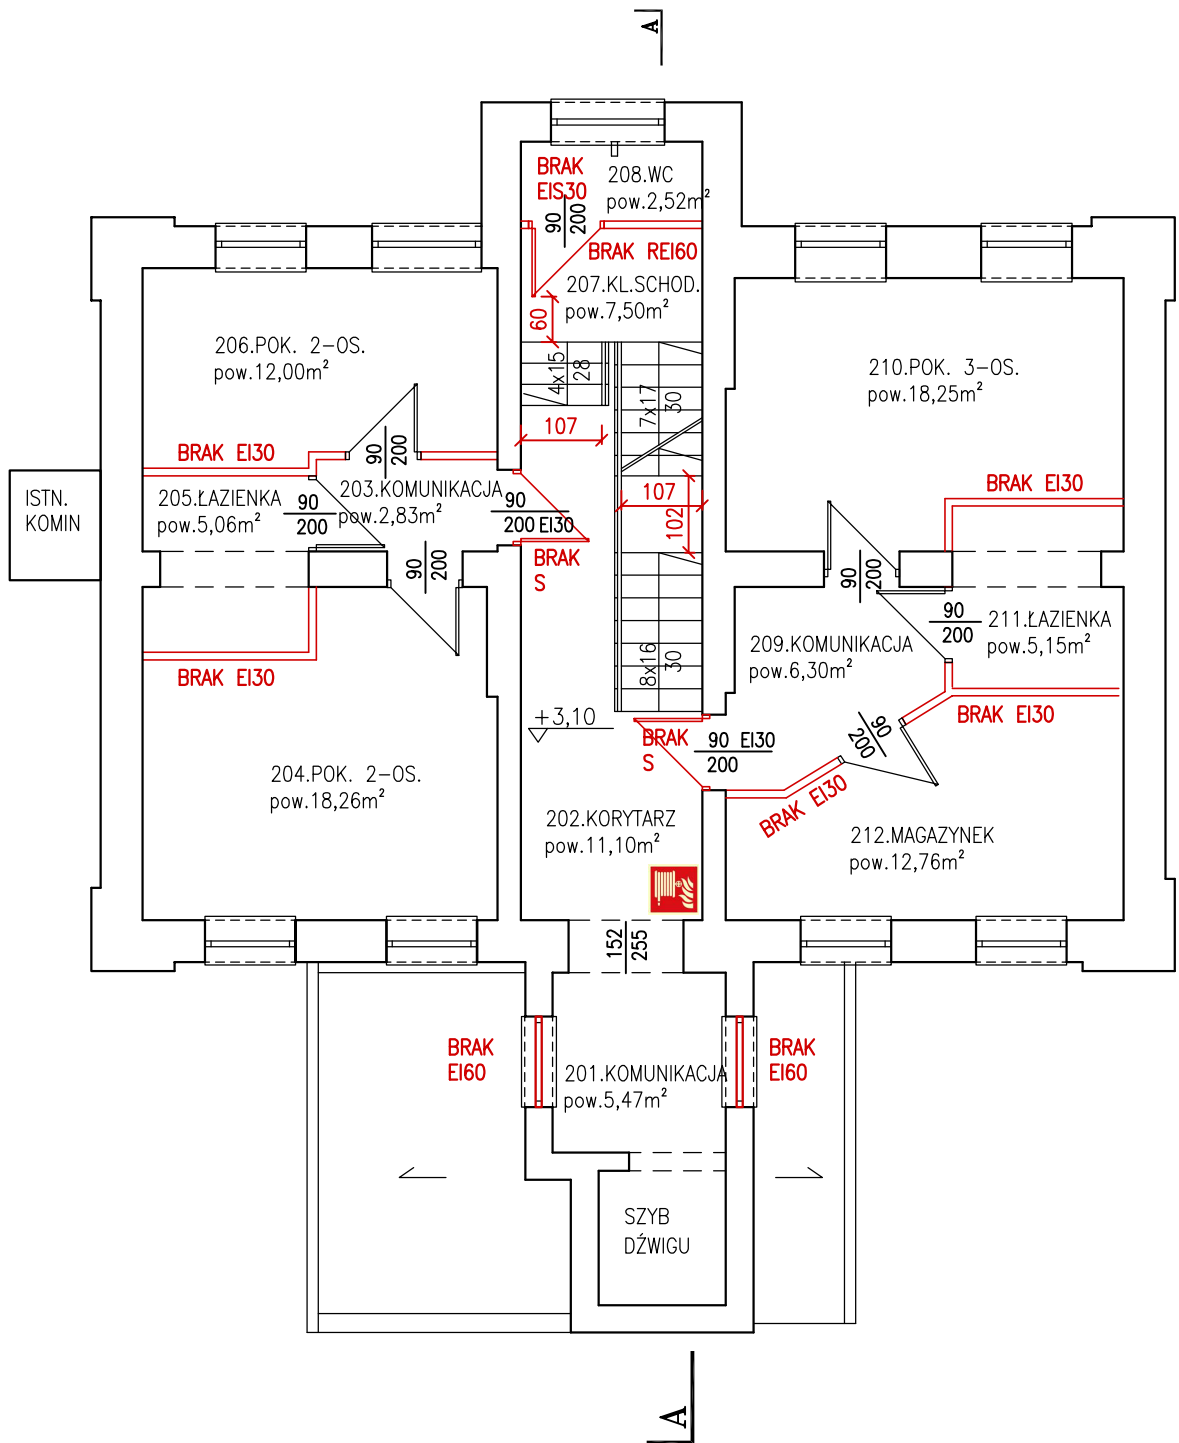 A
BRAK
EIS30
208.WC
pow.2,52m²
90
200
BRAK REI60
207.KL.SCHOD.
pow.7,50m²
60
206.POK. 2-OS.
pow.12,00m²
4x15
28
7x17
30
210.POK. 3-OS.
pow.18,25m²
107
BRAK EI30
90
200
ISTN.
KOMIN
205.ŁAZIENKA
pow.5,06m²
90
200
203.KOMUNIKACJA
pow.2,83m²
90
200 EI30
107
102
BRAK EI30
BRAK
S
90
200
90
200
90
200
211.ŁAZIENKA
pow.5,15m²
209.KOMUNIKACJA
pow.6,30m²
8x16
30
BRAK EI30
+3,10
BRAK
S
90 EI30
200
90
200
BRAK EI30
BRAK EI30
204.POK. 2-OS.
pow.18,26m²
202.KORYTARZ
pow.11,10m²
212.MAGAZYNEK
pow.12,76m²
152
255
BRAK
EI60
BRAK
EI60
201.KOMUNIKACJA
pow.5,47m²
SZYB
DŹWIGU
A